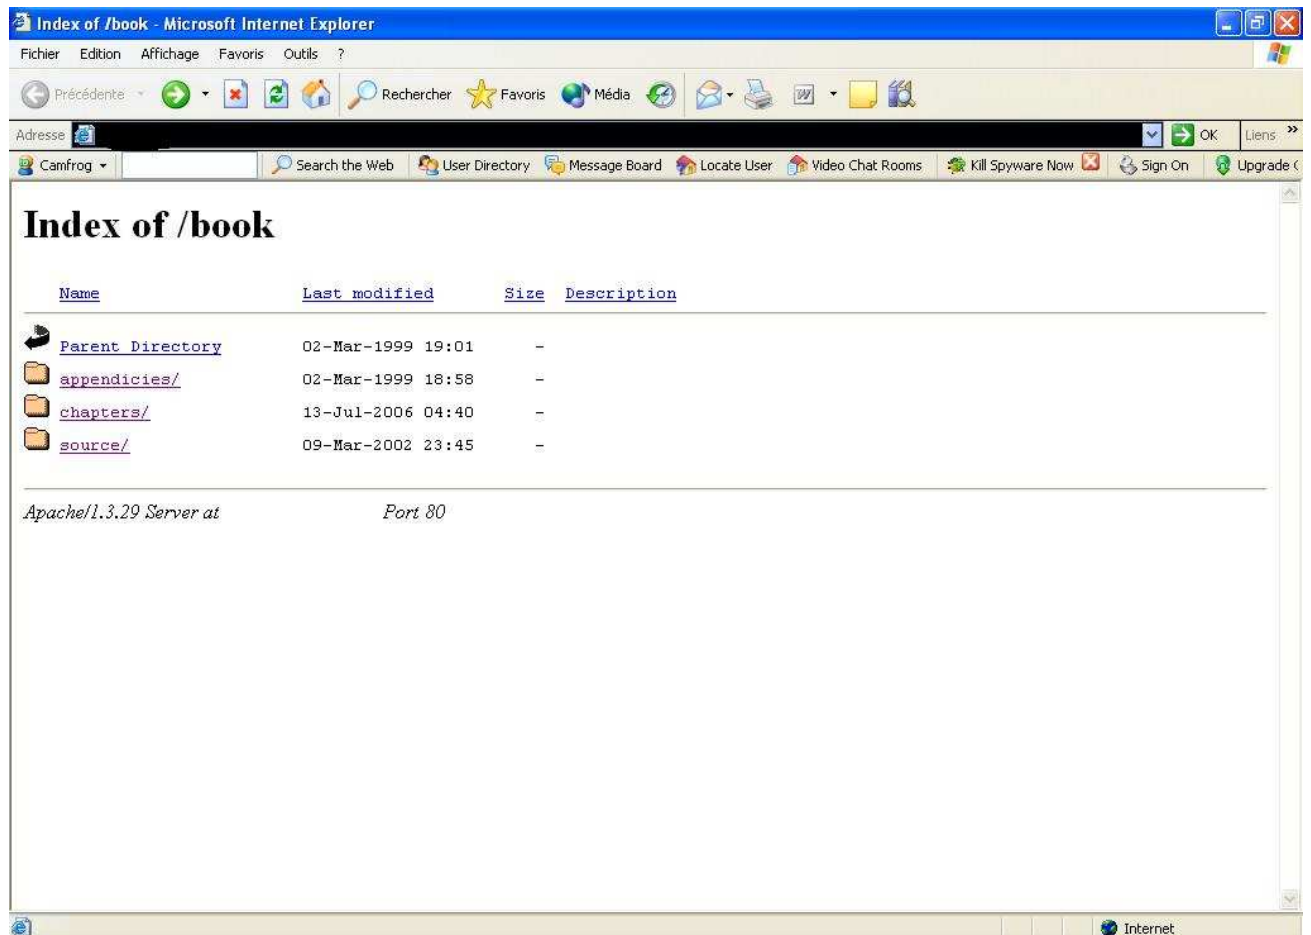 Index of /book - Microsoft Internet Explorer
Fichier Edition Affichage Favoris Outils ?
Précédente Rechercher Favoris Média
Adresse OK Liens »
Camfrog Search the Web User Directory Message Board Locate User Video Chat Rooms Kill Spyware Now Sign On Upgrade
Index of /book
Name Last modified Size Description
Parent Directory 02-Mar-1999 19:01 -
appendicies/ 02-Mar-1999 18:58 -
chapters/ 13-Jul-2006 04:40 -
source/ 09-Mar-2002 23:45 -
Apache/1.3.29 Server at Port 80
Internet